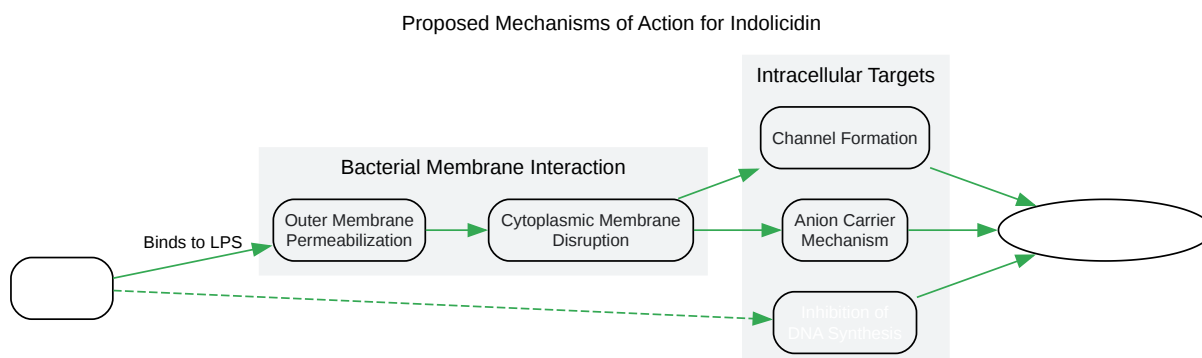 Proposed Mechanisms of Action for Indolicidin
Intracellular Targets
Channel Formation
Bacterial Membrane Interaction
Outer Membrane
Permeabilization
Cytoplasmic Membrane
Disruption
Anion Carrier
Mechanism
Binds to LPS
Inhibition of
DNA Synthesis